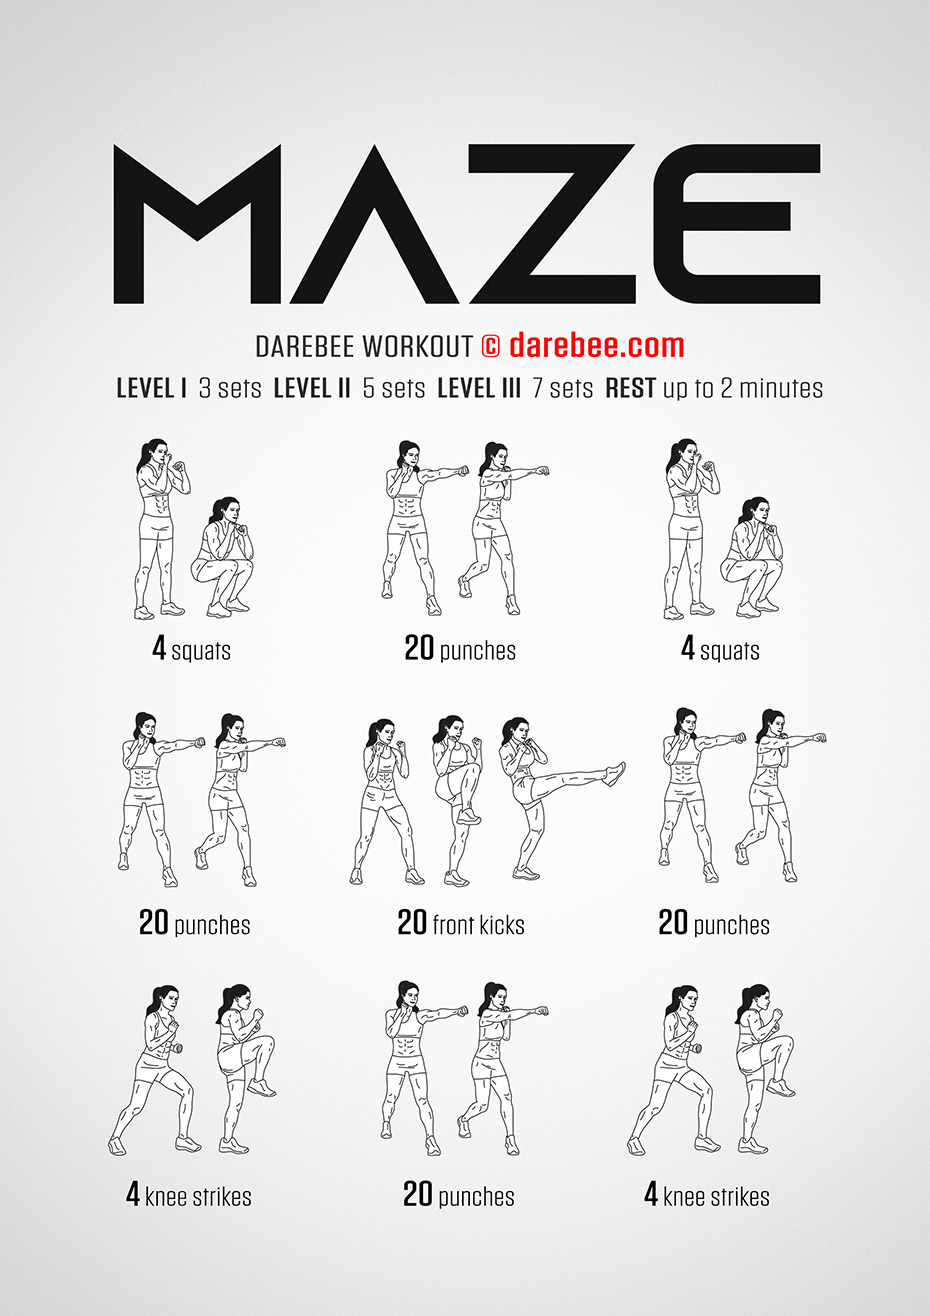 MAZE
DAREBEE WORKOUT © darebee.com
LEVEL I 3 sets LEVEL II 5 sets LEVEL III 7 sets REST up to 2 minutes
4 squats
20 punches
4 squats
20 punches
20 front kicks
20 punches
4 knee strikes
20 punches
4 knee strikes